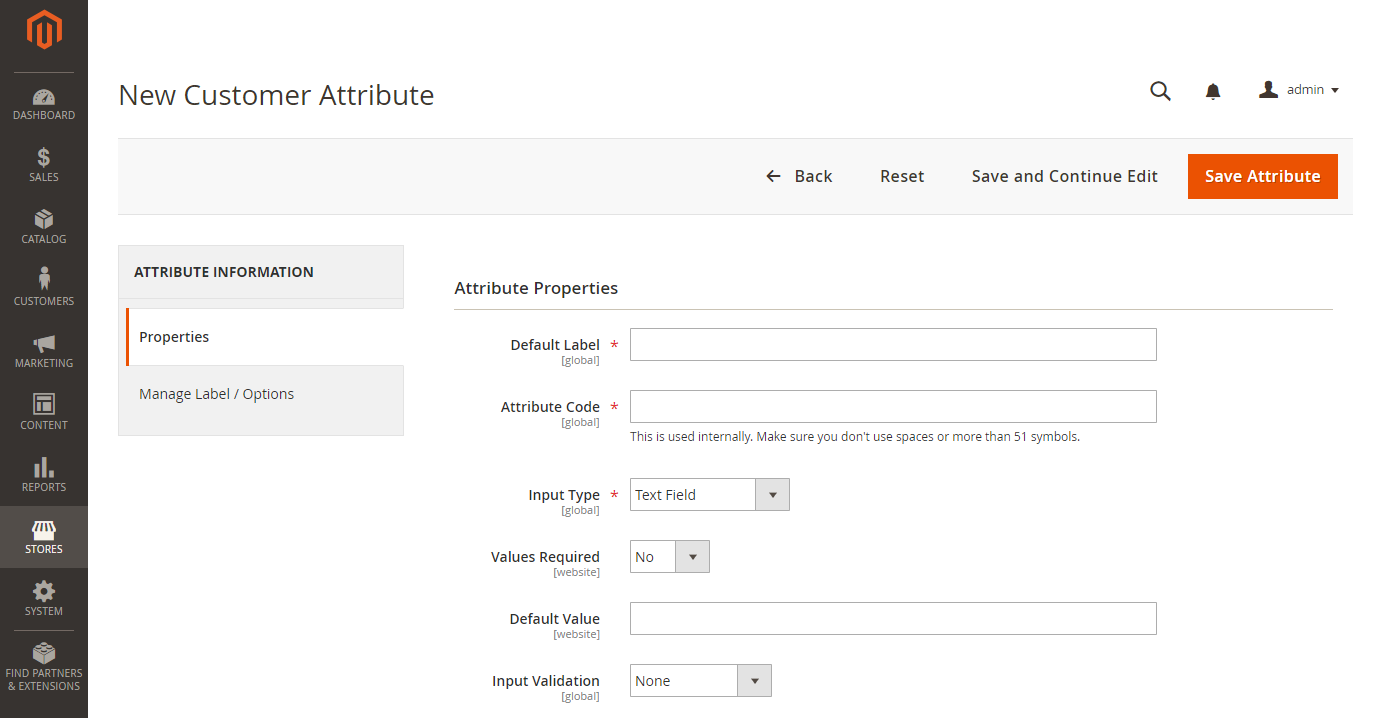 New Customer Attribute
admin
Back
Reset
Save and Continue Edit
Save Attribute
DASHBOARD
SALES
CATALOG
CUSTOMERS
MARKETING
CONTENT
REPORTS
STORES
SYSTEM
FIND PARTNERS
& EXTENSIONS
ATTRIBUTE INFORMATION
Properties
Manage Label / Options
Attribute Properties
Default Label *
[global]
Attribute Code *
[global]
This is used internally. Make sure you don't use spaces or more than 51 symbols.
Input Type * Text Field
[global]
Values Required No
[website]
Default Value
[website]
Input Validation None
[global]